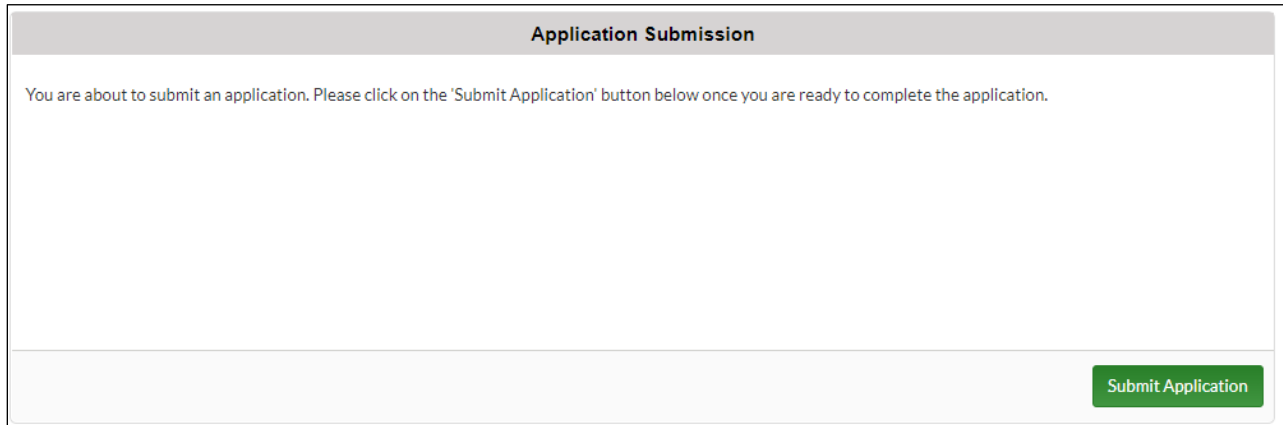 Application Submission
You are about to submit an application. Please click on the 'Submit Application' button below once you are ready to complete the application.
Submit Application